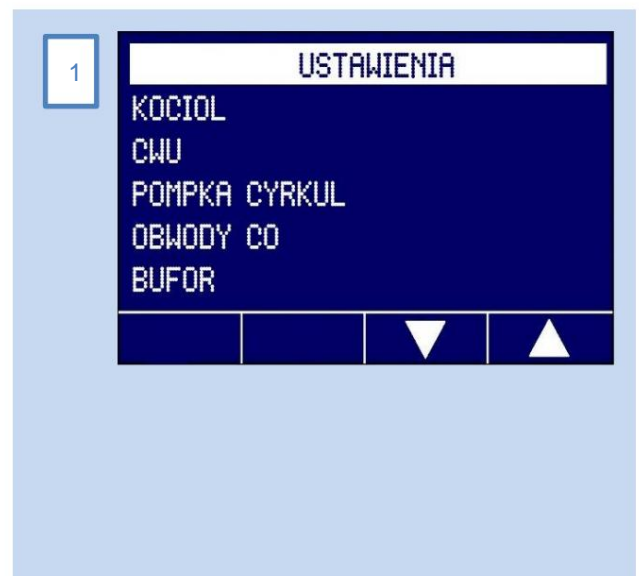 1
USTAWIENIA
KOCIOL
CWU
POMPKA CYRKUL
OBWODY CO
BUFOR